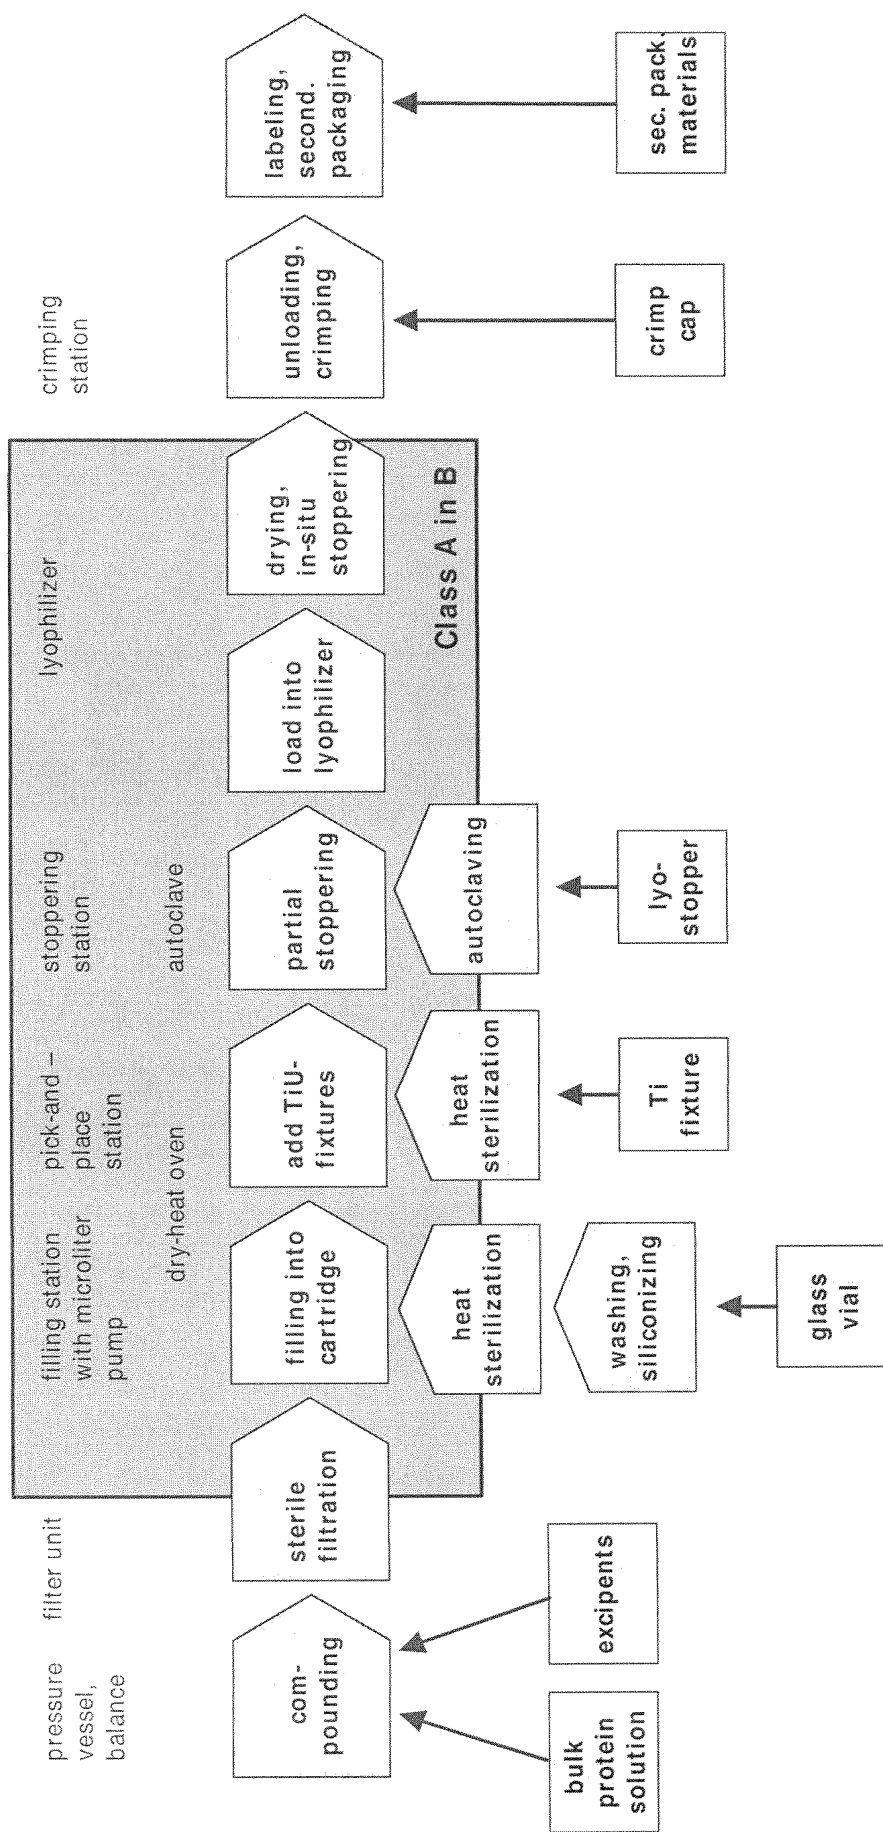 pressure
vessel,
balance
filter unit
filling station
with microliter
pump
pick-and –
place
station
stoppering
station
lyophilizer
crimping
station
dry-heat oven
autoclave
com-
pounding
sterile
filtration
filling into
cartridge
add TiU-
fixtures
partial
stoppering
load into
lyophilizer
drying,
in-situ
stoppering
unloading,
crimping
labeling,
second.
packaging
Class A in B
heat
sterilization
heat
sterilization
autoclaving
washing,
siliconizing
bulk
protein
solution
excipents
glass
vial
Ti
fixture
lyo-
stopper
crimp
cap
sec. pack.
materials